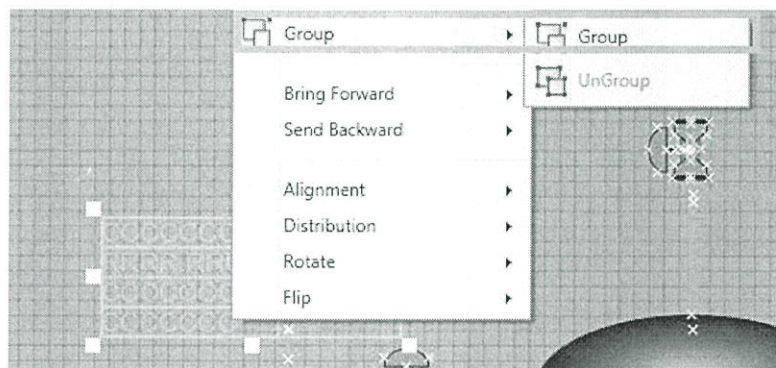 Group
Group
UnGroup
Bring Forward
Send Backward
Alignment
Distribution
Rotate
Flip